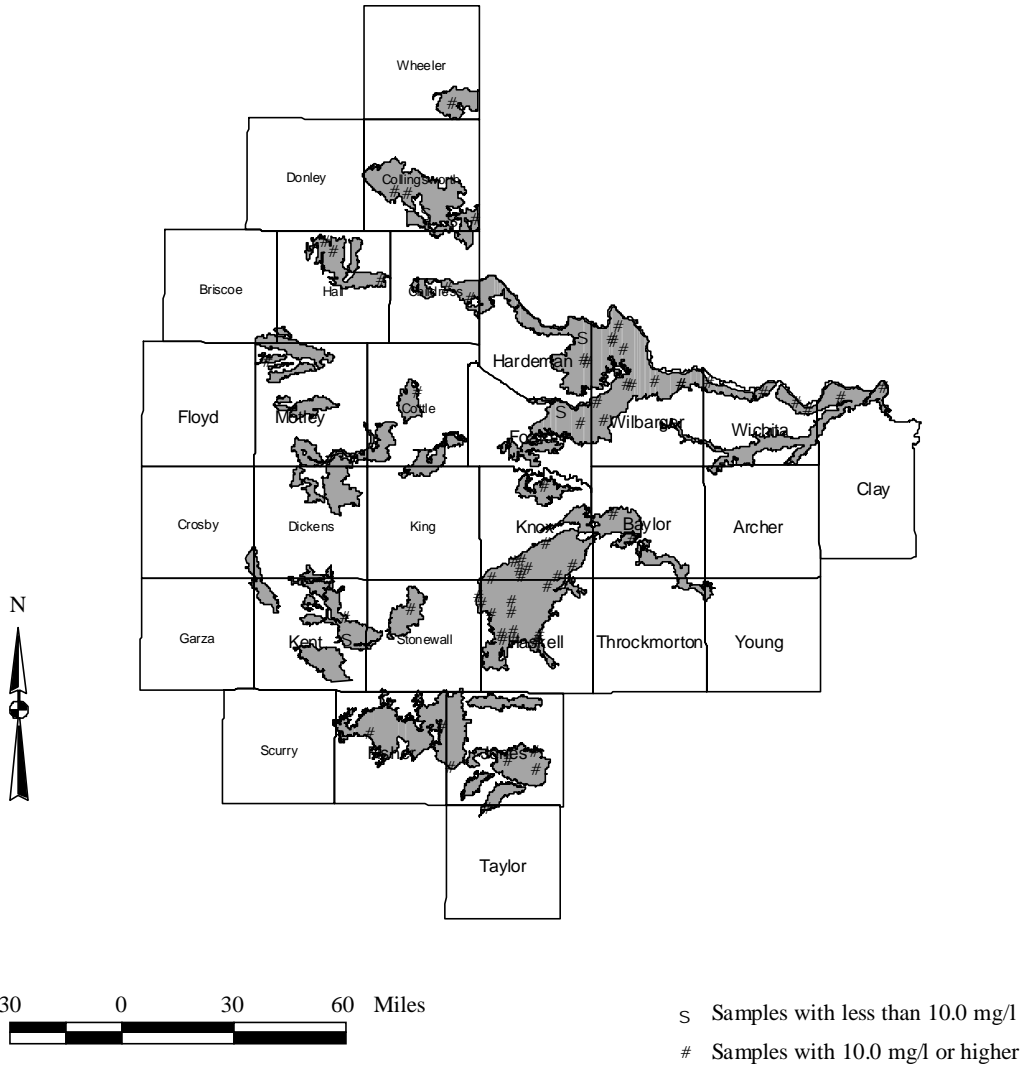 Wheeler
Donley
Collingsworth
Briscoe
Hall
Childress
Hardeman
Floyd
Motley
Cottle
Foard
Wilbarger
Wichita
Clay
Crosby
Dickens
King
Knox
Baylor
Archer
N
Garza
Kent
Stonewall
Haskell
Throckmorton
Young
Scurry
Fisher
Jones
Taylor
30 0 30 60 Miles
S Samples with less than 10.0 mg/l
# Samples with 10.0 mg/l or higher